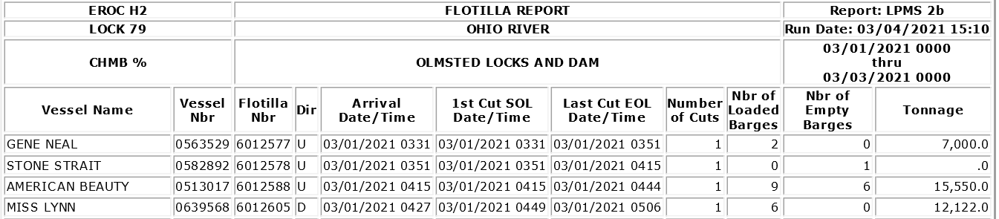 EROC H2 FLOTILLA REPORT Report: LPMS 2b
LOCK 79 OHIO RIVER Run Date: 03/04/2021 15:10
CHMB % OLMSTED LOCKS AND DAM 03/01/2021 0000
thru
03/03/2021 0000
Vessel Name Vessel Nbr Flotilla Nbr Dir Arrival Date/Time 1st Cut SOL Date/Time Last Cut EOL Date/Time Number of Cuts Nbr of Loaded Barges Nbr of Empty Barges Tonnage
GENE NEAL 0563529 6012577 U 03/01/2021 0331 03/01/2021 0331 03/01/2021 0351 1 2 0 7,000.0
STONE STRAIT 0582892 6012578 U 03/01/2021 0351 03/01/2021 0351 03/01/2021 0415 1 0 1 .0
AMERICAN BEAUTY 0513017 6012588 U 03/01/2021 0415 03/01/2021 0415 03/01/2021 0444 1 9 6 15,550.0
MISS LYNN 0639568 6012605 D 03/01/2021 0427 03/01/2021 0449 03/01/2021 0506 1 6 0 12,122.0